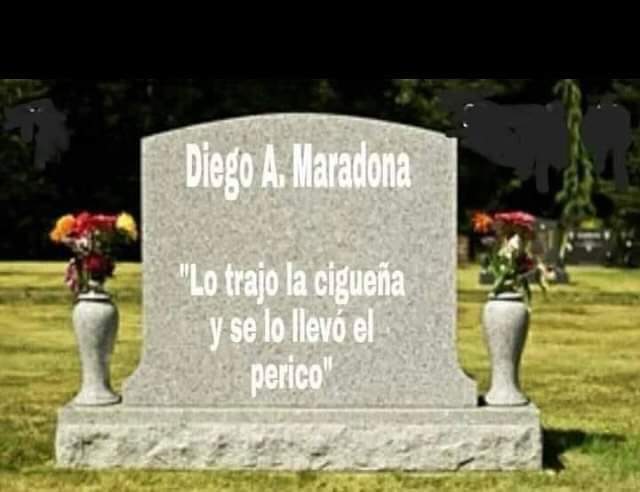 Diego A. Maradona
"Lo trajo la cigueña
y se lo llevó el
perico"